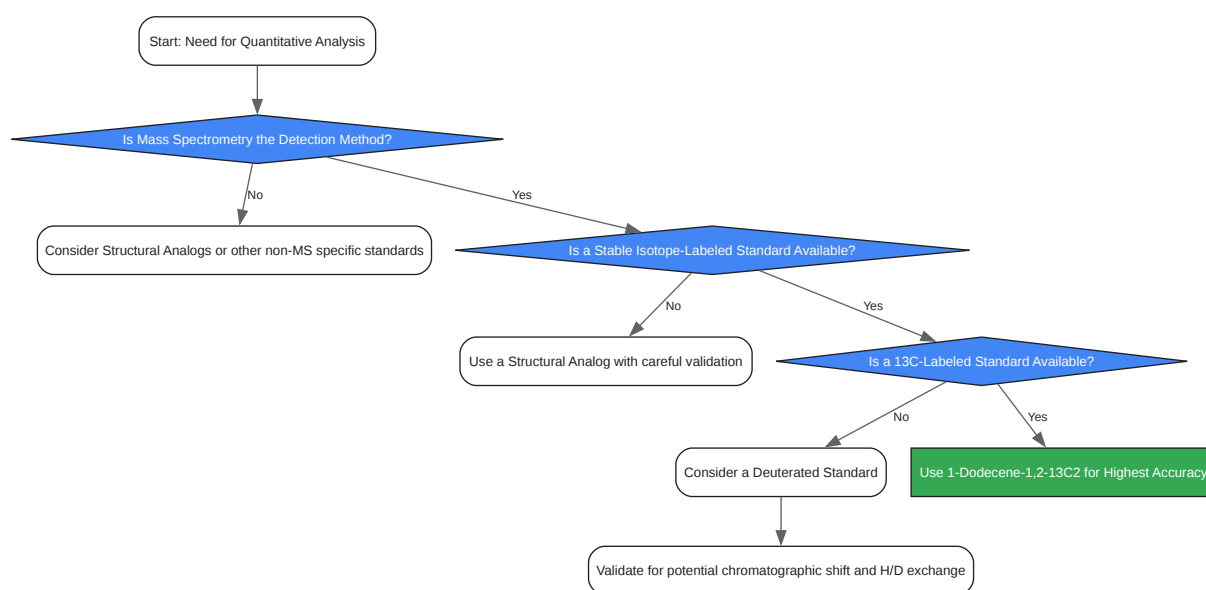 Start: Need for Quantitative Analysis
Is Mass Spectrometry the Detection Method?
No
Yes
Consider Structural Analogs or other non-MS specific standards
Is a Stable Isotope-Labeled Standard Available?
No
Yes
Use a Structural Analog with careful validation
Is a 13C-Labeled Standard Available?
No
Yes
Consider a Deuterated Standard
Use 1-Dodecene-1,2-13C2 for Highest Accuracy
Validate for potential chromatographic shift and H/D exchange